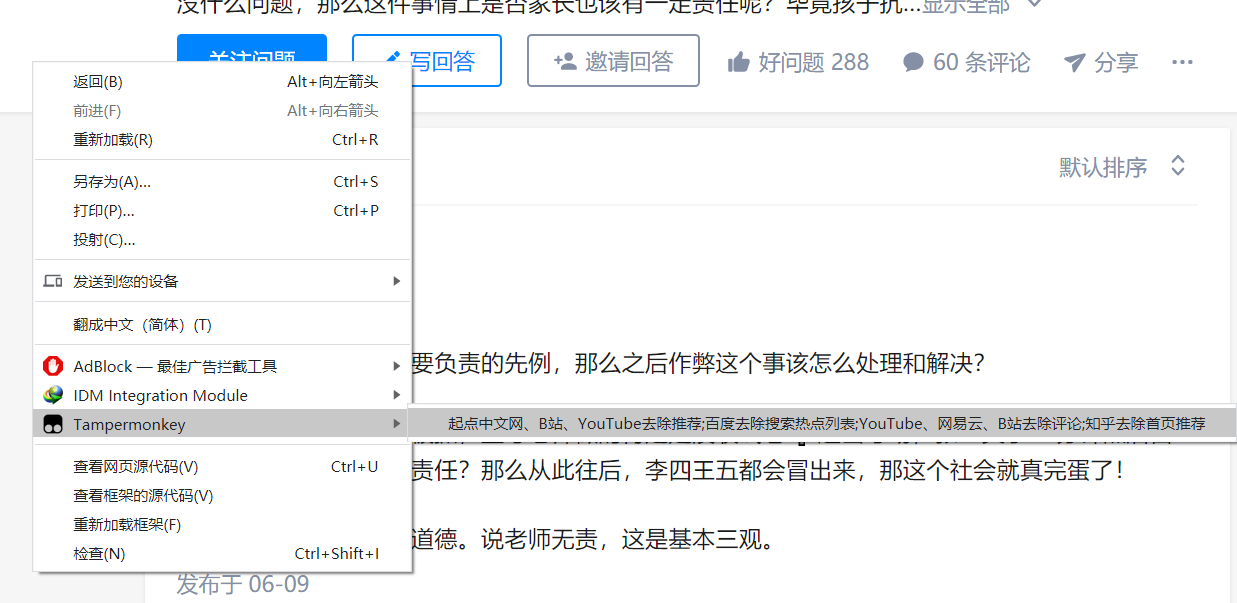 没什么问题，那么这件事情上是否家长也该有一定责任呢？毕竟孩子抗...显示全部
关注问题 写回答 邀请回答 好问题 288 60 条评论 分享 ···
默认排序
返回(B) Alt+向左箭头
前进(F) Alt+向右箭头
重新加载(R) Ctrl+R
另存为(A)... Ctrl+S
打印(P)... Ctrl+P
投射(C)...
发送到您的设备
翻成中文（简体）(T)
AdBlock — 最佳广告拦截工具
IDM Integration Module
Tampermonkey
起点中文网、B站、YouTube去除推荐;百度去除搜索热点列表;YouTube、网易云、B站去除评论;知乎去除首页推荐
查看网页源代码(V) Ctrl+U
查看框架的源代码(V)
重新加载框架(F)
检查(N) Ctrl+Shift+I
要负责的先例，那么之后作弊这个事该怎么处理和解决？
责任？那么从此往后，李四王五都会冒出来，那这个社会就真完蛋了！
道德。说老师无责，这是基本三观。
发布于 06-09